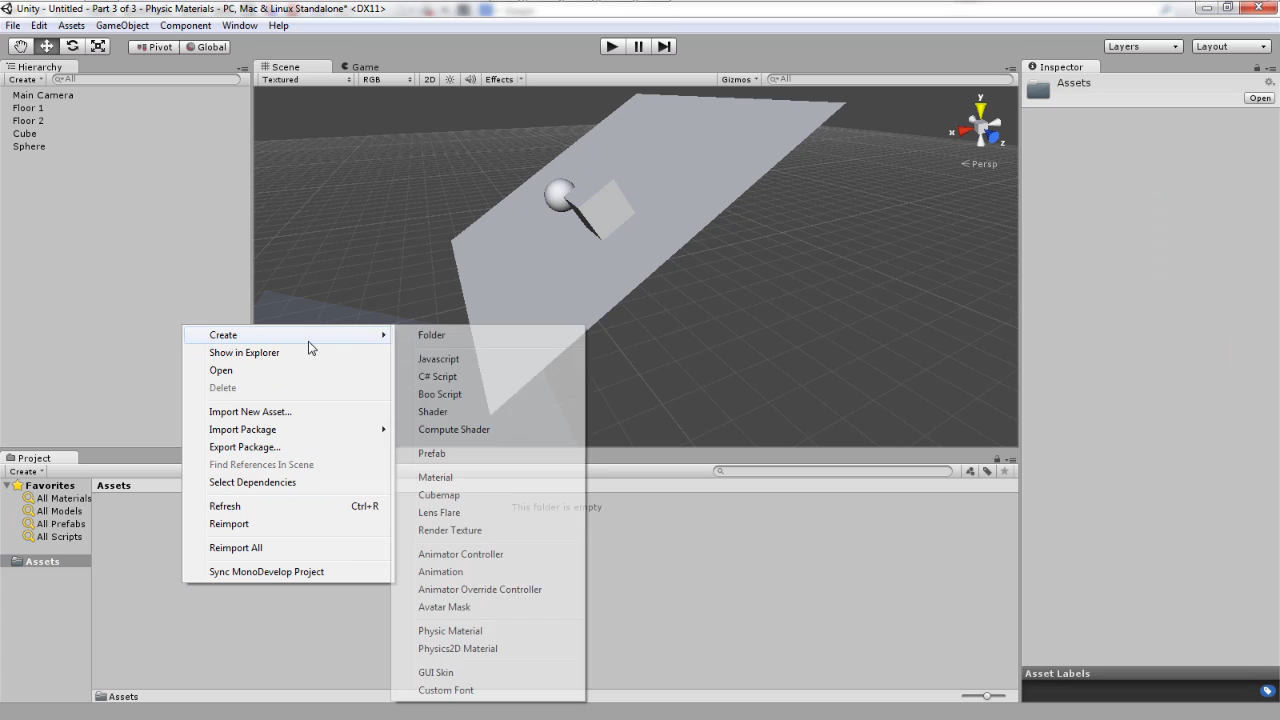 Unity - Untitled - Part 3 of 3 - Physic Materials - PC, Mac & Linux Standalone* <DX11>
File Edit Assets GameObject Component Window Help
Pivot Global Layers Layout
Hierarchy
Create All
Main Camera
Floor 1
Floor 2
Cube
Sphere
Scene Game
Textured RGB 2D Effects Gizmos All
y
x
z
Persp
Inspector
Assets
Open
Create
Show in Explorer
Open
Delete
Import New Asset...
Import Package
Export Package...
Find References In Scene
Select Dependencies
Refresh Ctrl+R
Reimport
Reimport All
Sync MonoDevelop Project
Folder
Javascript
C# Script
Boo Script
Shader
Compute Shader
Prefab
Material
Cubemap
Lens Flare
Render Texture
Animator Controller
Animation
Animator Override Controller
Avatar Mask
Physic Material
Physics2D Material
GUI Skin
Custom Font
Project
Create
Favorites
All Materials
All Models
All Prefabs
All Scripts
Assets
Assets
This folder is empty
Assets
Asset Labels